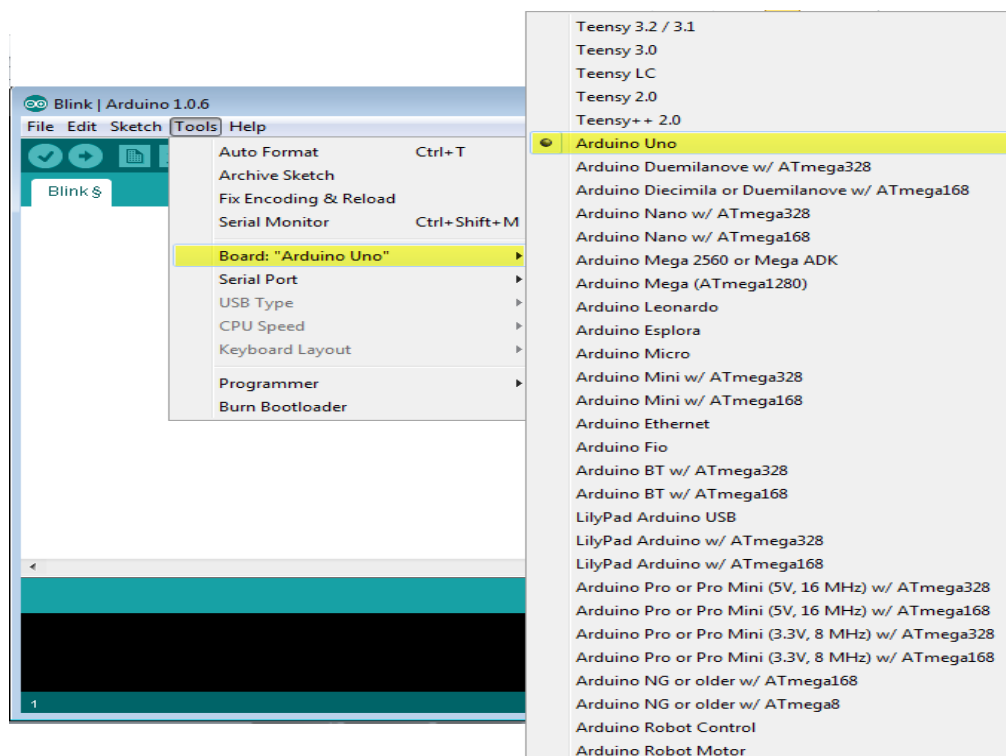 Blink | Arduino 1.0.6
File Edit Sketch Tools Help
Blink §
Auto Format Ctrl+T
Archive Sketch
Fix Encoding & Reload
Serial Monitor Ctrl+Shift+M
Board: "Arduino Uno"
Serial Port
USB Type
CPU Speed
Keyboard Layout
Programmer
Burn Bootloader
1
Teensy 3.2 / 3.1
Teensy 3.0
Teensy LC
Teensy 2.0
Teensy++ 2.0
Arduino Uno
Arduino Duemilanove w/ ATmega328
Arduino Diecimila or Duemilanove w/ ATmega168
Arduino Nano w/ ATmega328
Arduino Nano w/ ATmega168
Arduino Mega 2560 or Mega ADK
Arduino Mega (ATmega1280)
Arduino Leonardo
Arduino Esplora
Arduino Micro
Arduino Mini w/ ATmega328
Arduino Mini w/ ATmega168
Arduino Ethernet
Arduino Fio
Arduino BT w/ ATmega328
Arduino BT w/ ATmega168
LilyPad Arduino USB
LilyPad Arduino w/ ATmega328
LilyPad Arduino w/ ATmega168
Arduino Pro or Pro Mini (5V, 16 MHz) w/ ATmega328
Arduino Pro or Pro Mini (5V, 16 MHz) w/ ATmega168
Arduino Pro or Pro Mini (3.3V, 8 MHz) w/ ATmega328
Arduino Pro or Pro Mini (3.3V, 8 MHz) w/ ATmega168
Arduino NG or older w/ ATmega168
Arduino NG or older w/ ATmega8
Arduino Robot Control
Arduino Robot Motor